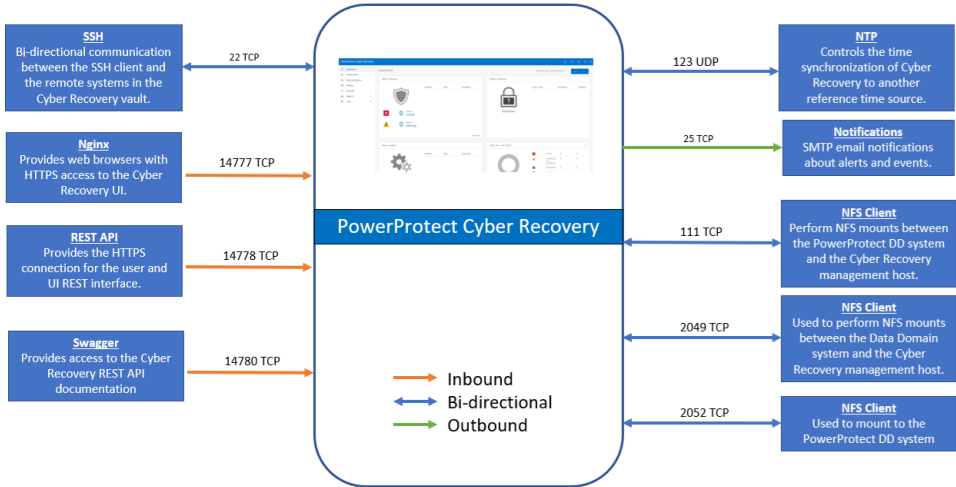 SSH
Bi-directional communication
between the SSH client and
the remote systems in the
Cyber Recovery vault.
22 TCP
Nginx
Provides web browsers with
HTTPS access to the Cyber
Recovery UI.
14777 TCP
REST API
Provides the HTTPS
connection for the user and
UI REST interface.
14778 TCP
Swagger
Provides access to the Cyber
Recovery REST API
documentation
14780 TCP
PowerProtect Cyber Recovery
PowerProtect Cyber Recovery
Inbound
Bi-directional
Outbound
123 UDP
NTP
Controls the time
synchronization of Cyber
Recovery to another
reference time source.
25 TCP
Notifications
SMTP email notifications
about alerts and events.
111 TCP
NFS Client
Perform NFS mounts between
the PowerProtect DD system
and the Cyber Recovery
management host.
2049 TCP
NFS Client
Used to perform NFS mounts
between the Data Domain
system and the Cyber
Recovery management host.
2052 TCP
NFS Client
Used to mount to the
PowerProtect DD system